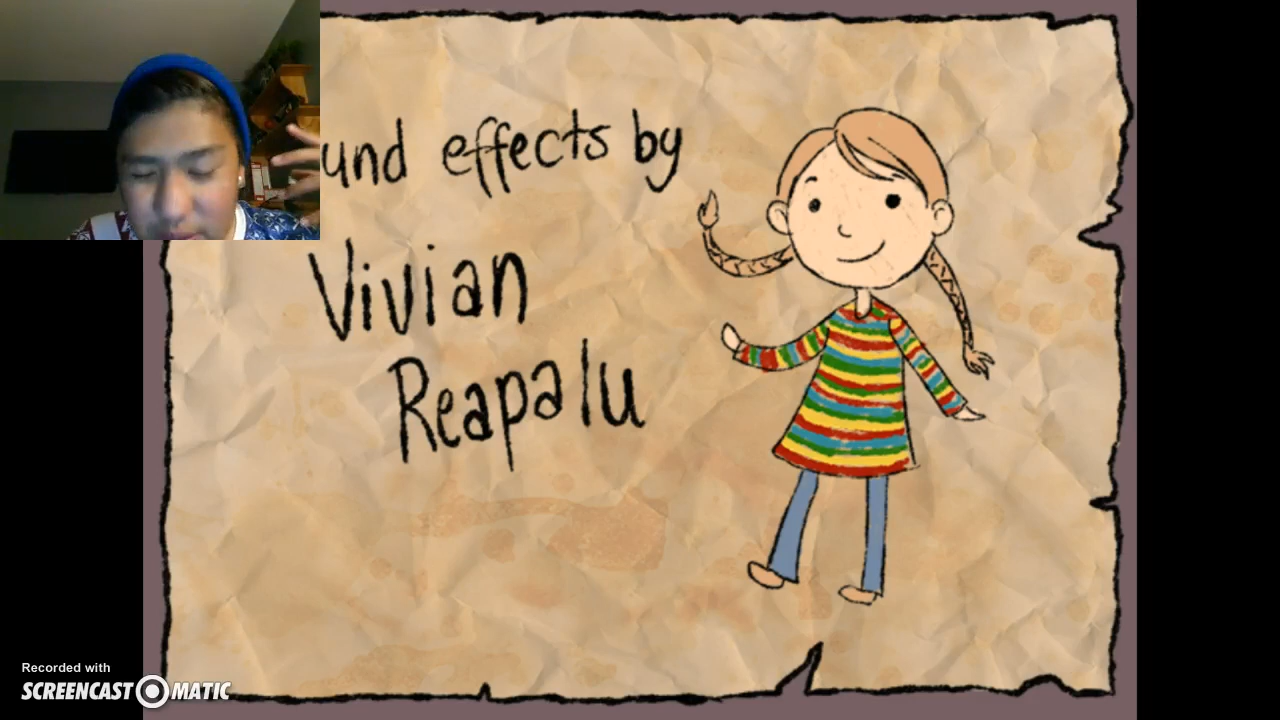 und effects by
Vivian
Reapalu
Recorded with
SCREENCAST MATIC